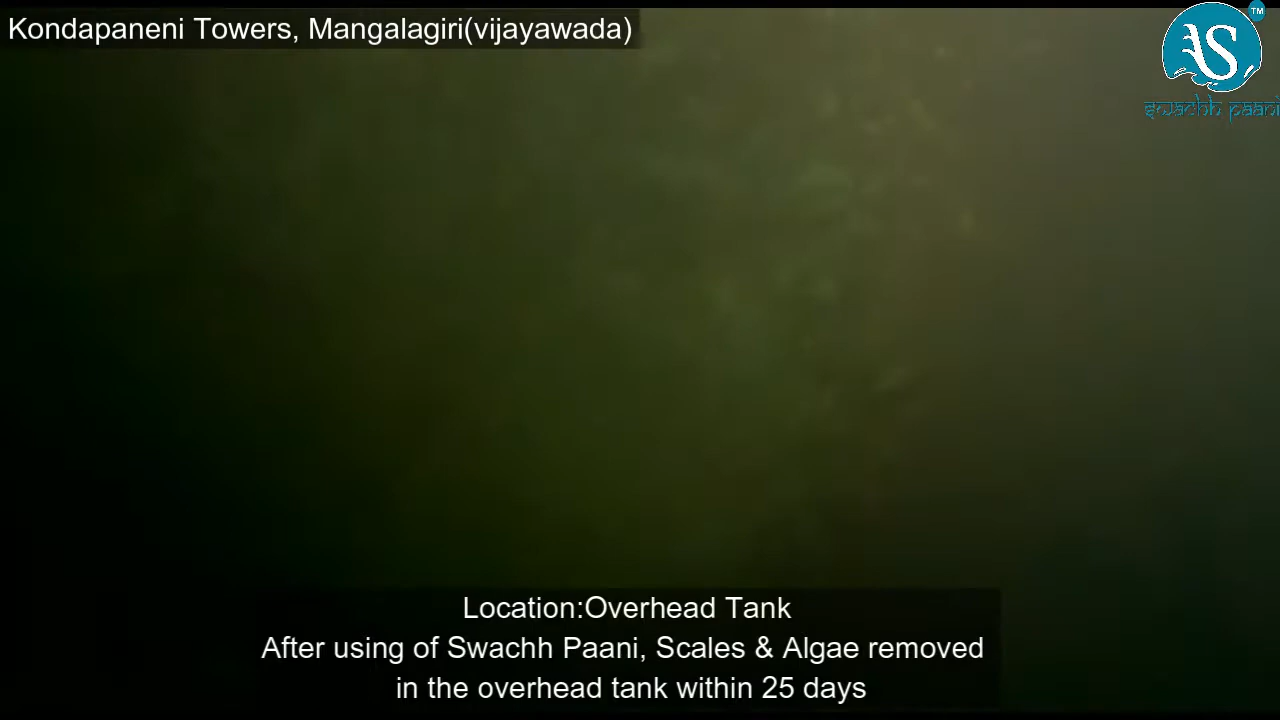 Kondapaneni Towers, Mangalagiri(vijayawada)
TM
S
swachh paani
Location:Overhead Tank
After using of Swachh Paani, Scales & Algae removed
in the overhead tank within 25 days